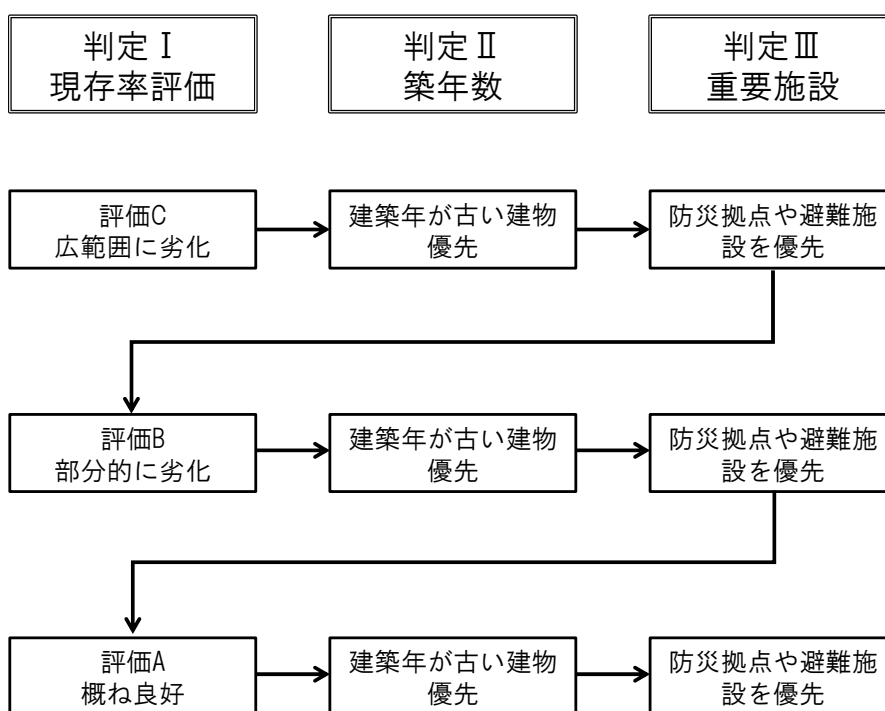 判定Ⅰ
現存率評価
判定Ⅱ
築年数
判定Ⅲ
重要施設
評価C
広範囲に劣化
建築年が古い建物
優先
防災拠点や避難施
設を優先
評価B
部分的に劣化
建築年が古い建物
優先
防災拠点や避難施
設を優先
評価A
概ね良好
建築年が古い建物
優先
防災拠点や避難施
設を優先